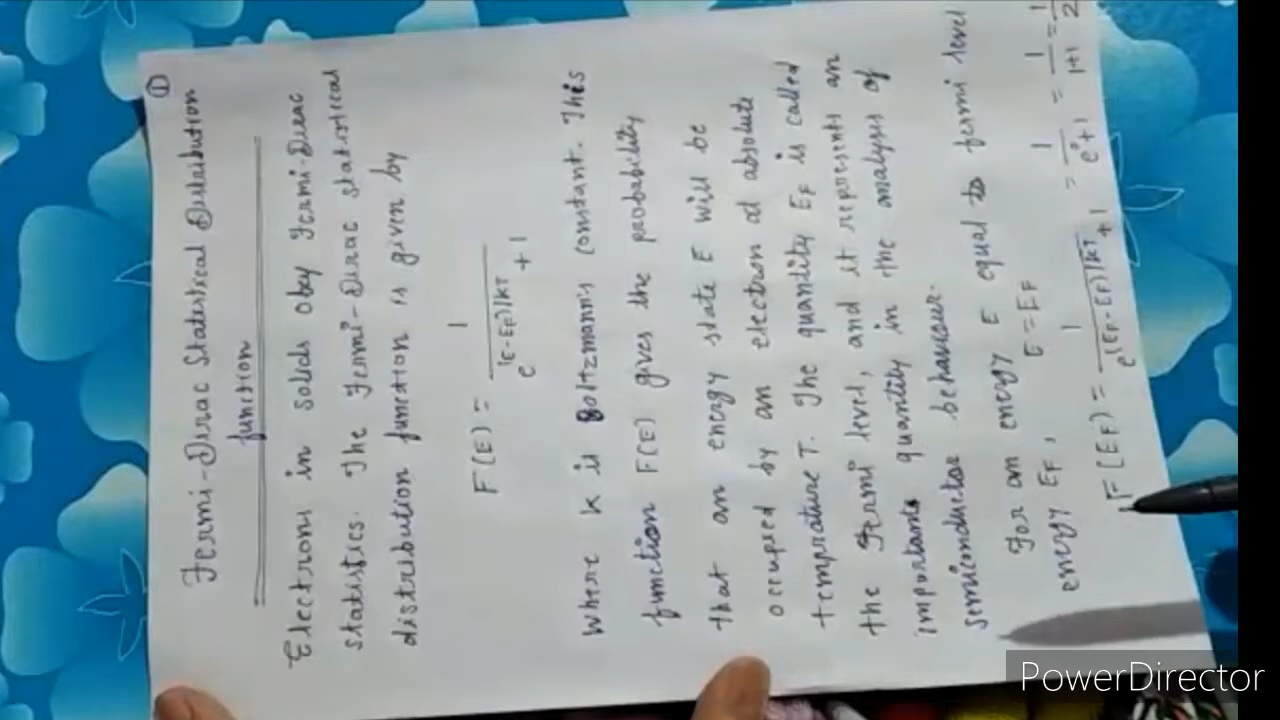 ①
Fermi-Dirac Statistical Distribution
function
Electrons in solids obey Fermi-Dirac
statistics. The Fermi-Dirac statistical
distribution function is given by
F(E) = 1 / e^(E-EF)/kT + 1
Where K is Boltzmann's constant. This
function F(E) gives the probability
that an energy state E will be
occupied by an electron at absolute
temprature T. The quantity EF is called
the Fermi level, and it represents an
important quantity in the analysis of
semiconductor behaviour.
For an energy E equal to fermi level
energy EF, E = EF
F(EF) = 1 / e^(EF-EF)/kT + 1 = 1 / e^0+1 = 1 / 1+1 = 1 / 2
PowerDirector